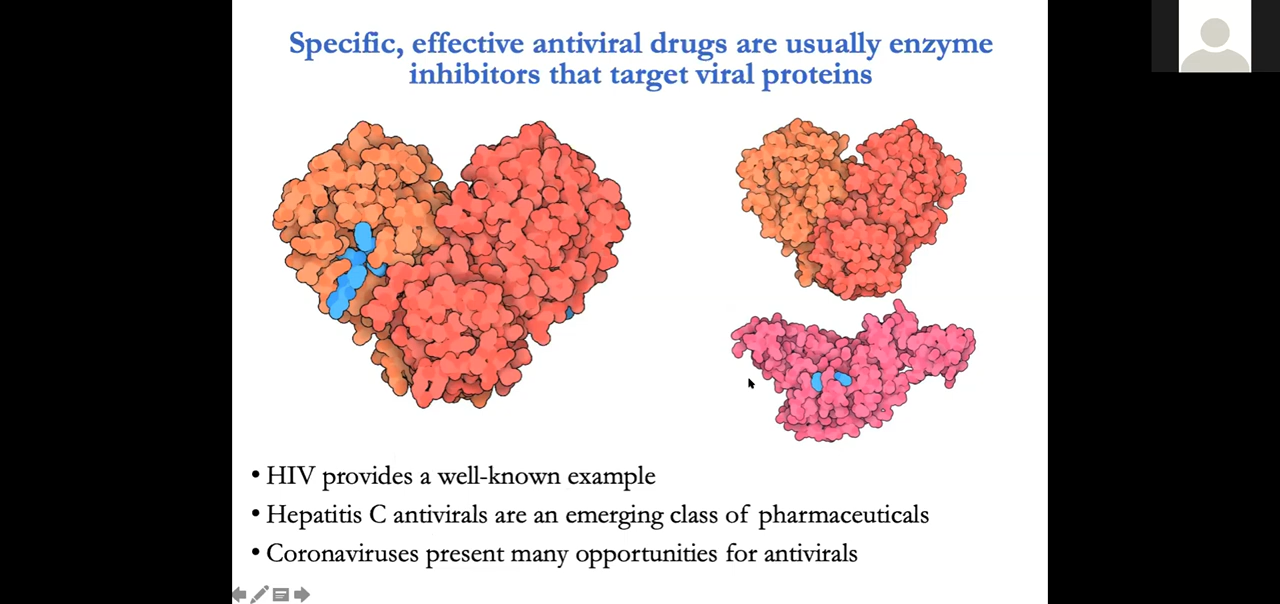 Specific, effective antiviral drugs are usually enzyme
inhibitors that target viral proteins
• HIV provides a well-known example
• Hepatitis C antivirals are an emerging class of pharmaceuticals
• Coronaviruses present many opportunities for antivirals